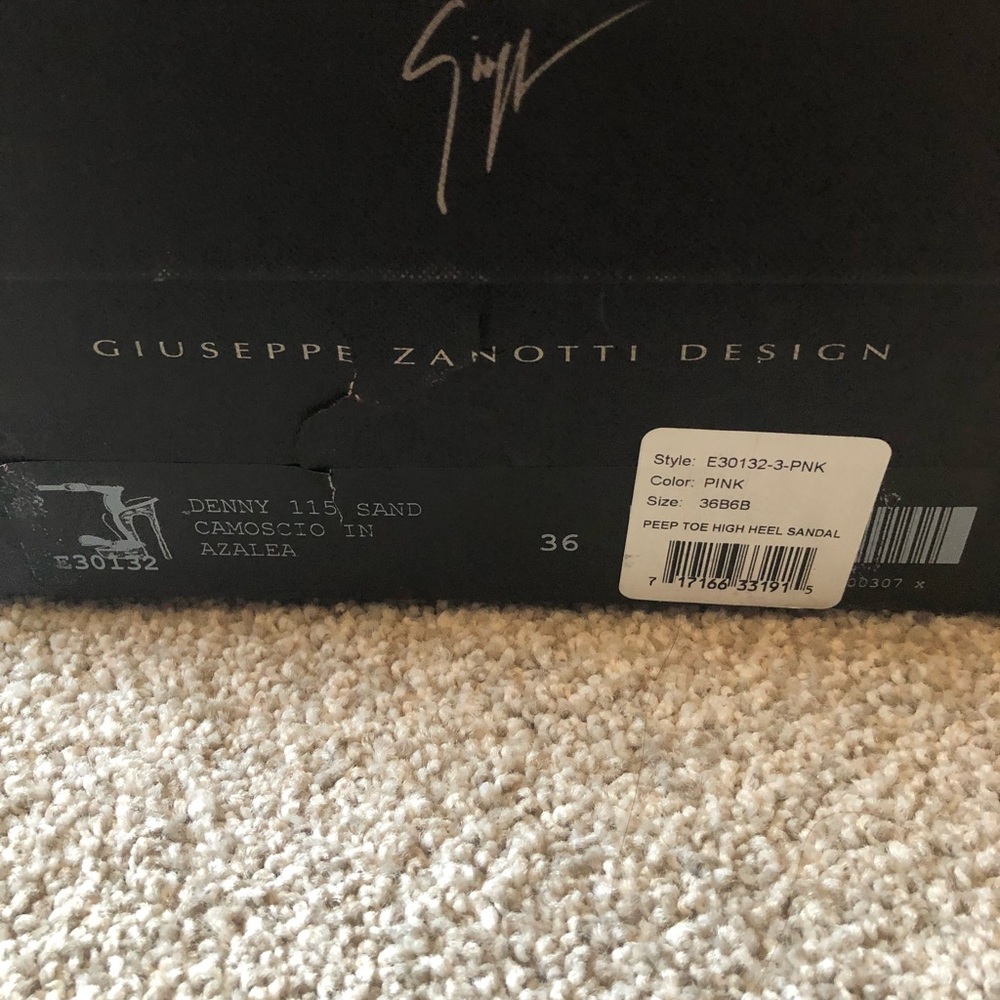 GIUSEPPE ZANOTTI DESIGN
DENNY 115 SAND
CAMOSCIO IN
AZALEA
E30132
36
Style: E30132-3-PNK
Color: PINK
Size: 36B6B
PEEP TOE HIGH HEEL SANDAL
7 17166 33191 5
00307 x